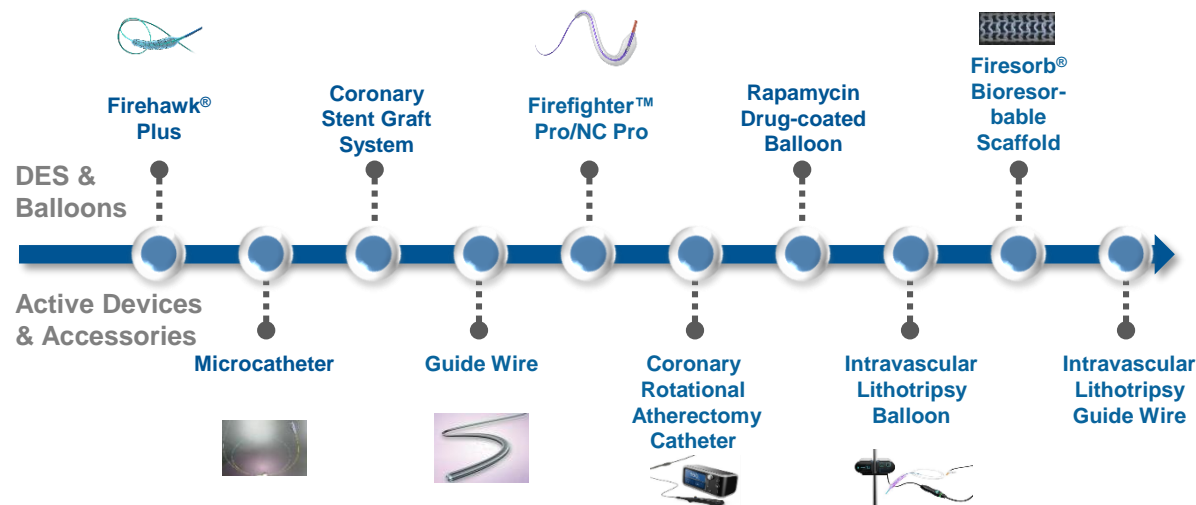 Firehawk®
Plus
Coronary
Stent Graft
System
Firefighter™
Pro/NC Pro
Rapamycin
Drug-coated
Balloon
Firesorb®
Bioresor-
bable
Scaffold
DES &
Balloons
Active Devices
& Accessories
Microcatheter
Guide Wire
Coronary
Rotational
Atherectomy
Catheter
Intravascular
Lithotripsy
Balloon
Intravascular
Lithotripsy
Guide Wire